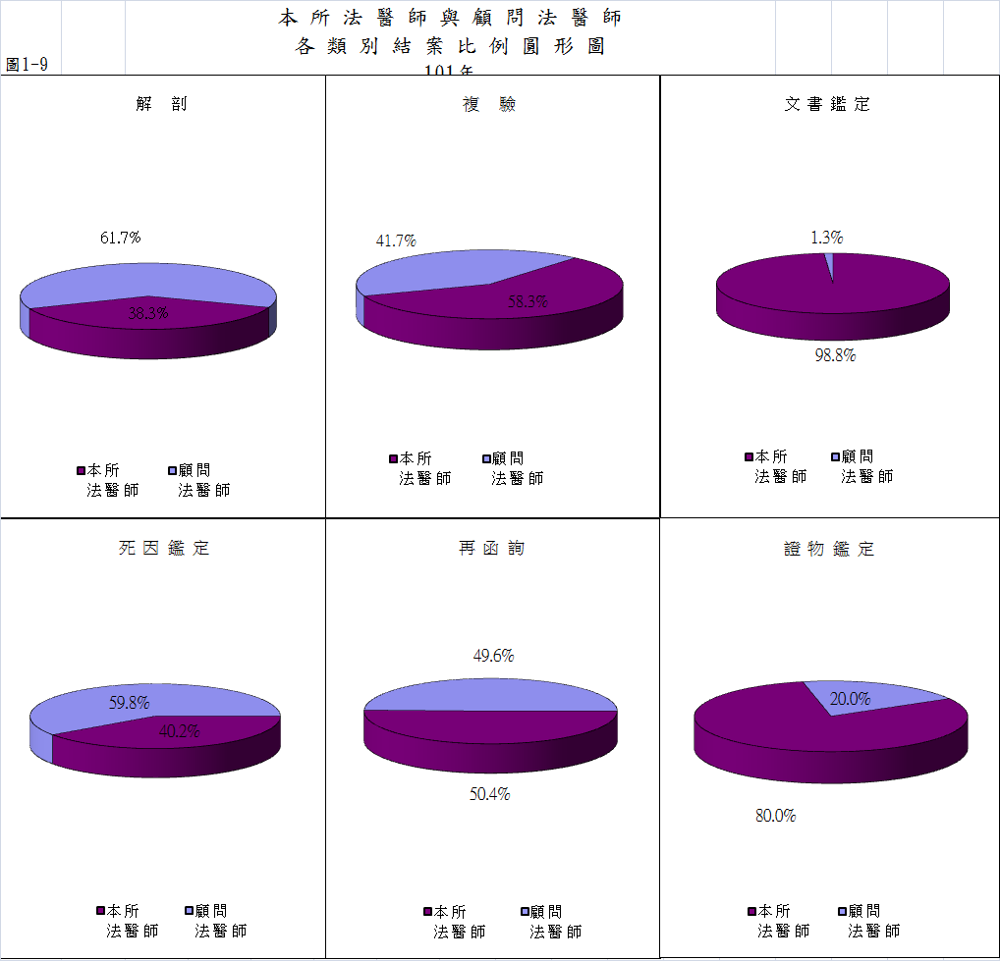 本所法醫師與顧問法醫師
各類別結案比例圓形圖
圖1-9
101年
解剖
61.7%
38.3%
本所 顧問
法醫師 法醫師
複驗
41.7%
58.3%
本所 顧問
法醫師 法醫師
文書鑑定
1.3%
98.8%
本所 顧問
法醫師 法醫師
死因鑑定
59.8%
40.2%
本所 顧問
法醫師 法醫師
再函詢
49.6%
50.4%
本所 顧問
法醫師 法醫師
證物鑑定
20.0%
80.0%
本所 顧問
法醫師 法醫師